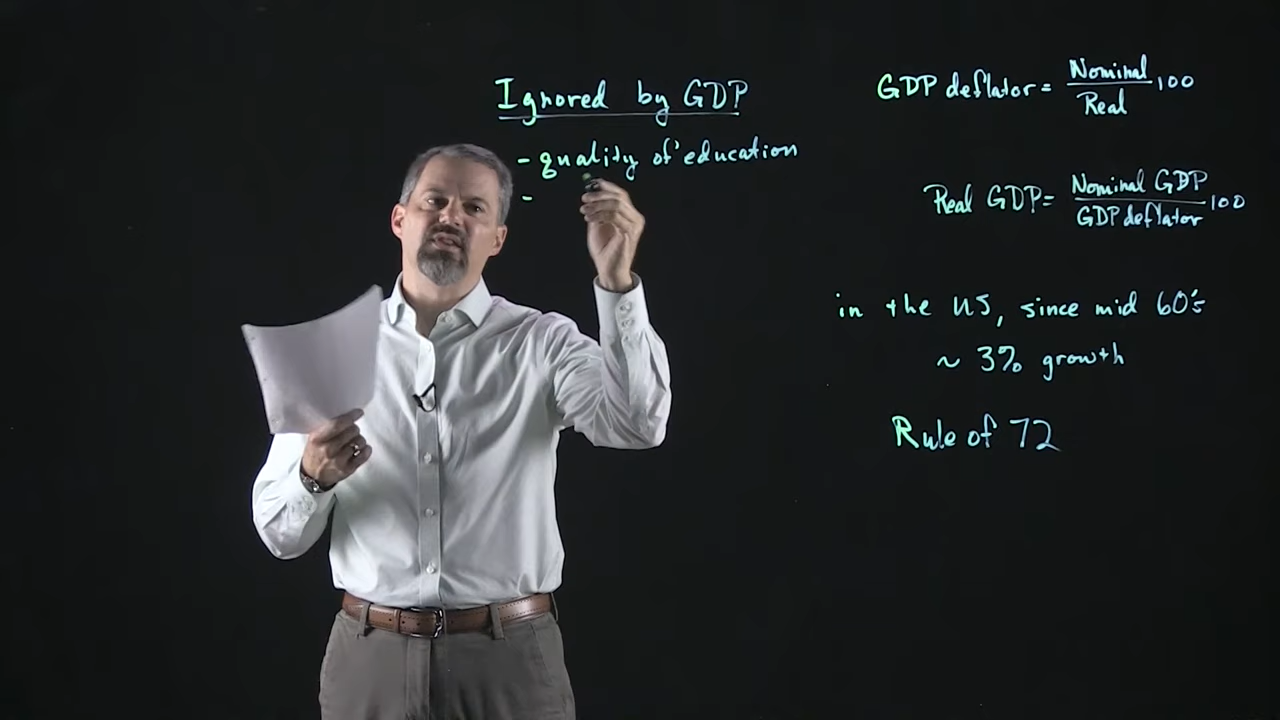 Ignored by GDP
- quality of education
-
GDP deflator = Nominal / Real 100
Real GDP = Nominal GDP / GDP deflator 100
in the US, since mid 60's
~ 3% growth
Rule of 72